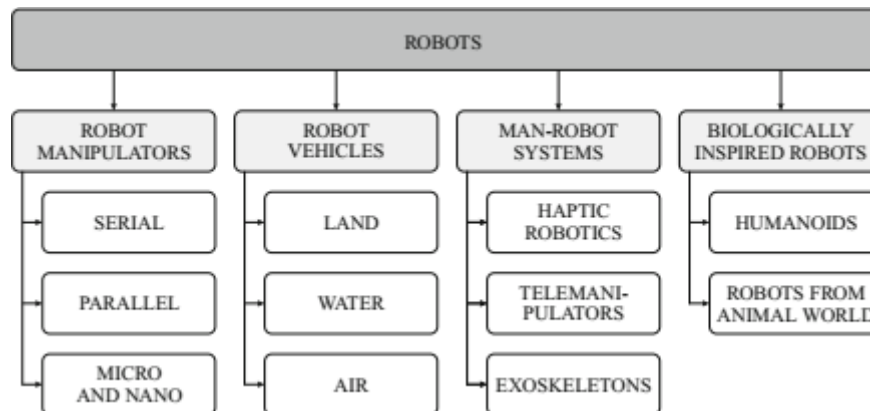 ROBOTS
ROBOT
MANIPULATORS
SERIAL
PARALLEL
MICRO
AND NANO
ROBOT
VEHICLES
LAND
WATER
AIR
MAN-ROBOT
SYSTEMS
HAPTIC
ROBOTICS
TELEMANI-
PULATORS
EXOSKELETONS
BIOLOGICALLY
INSPIRED ROBOTS
HUMANOIDS
ROBOTS FROM
ANIMAL WORLD